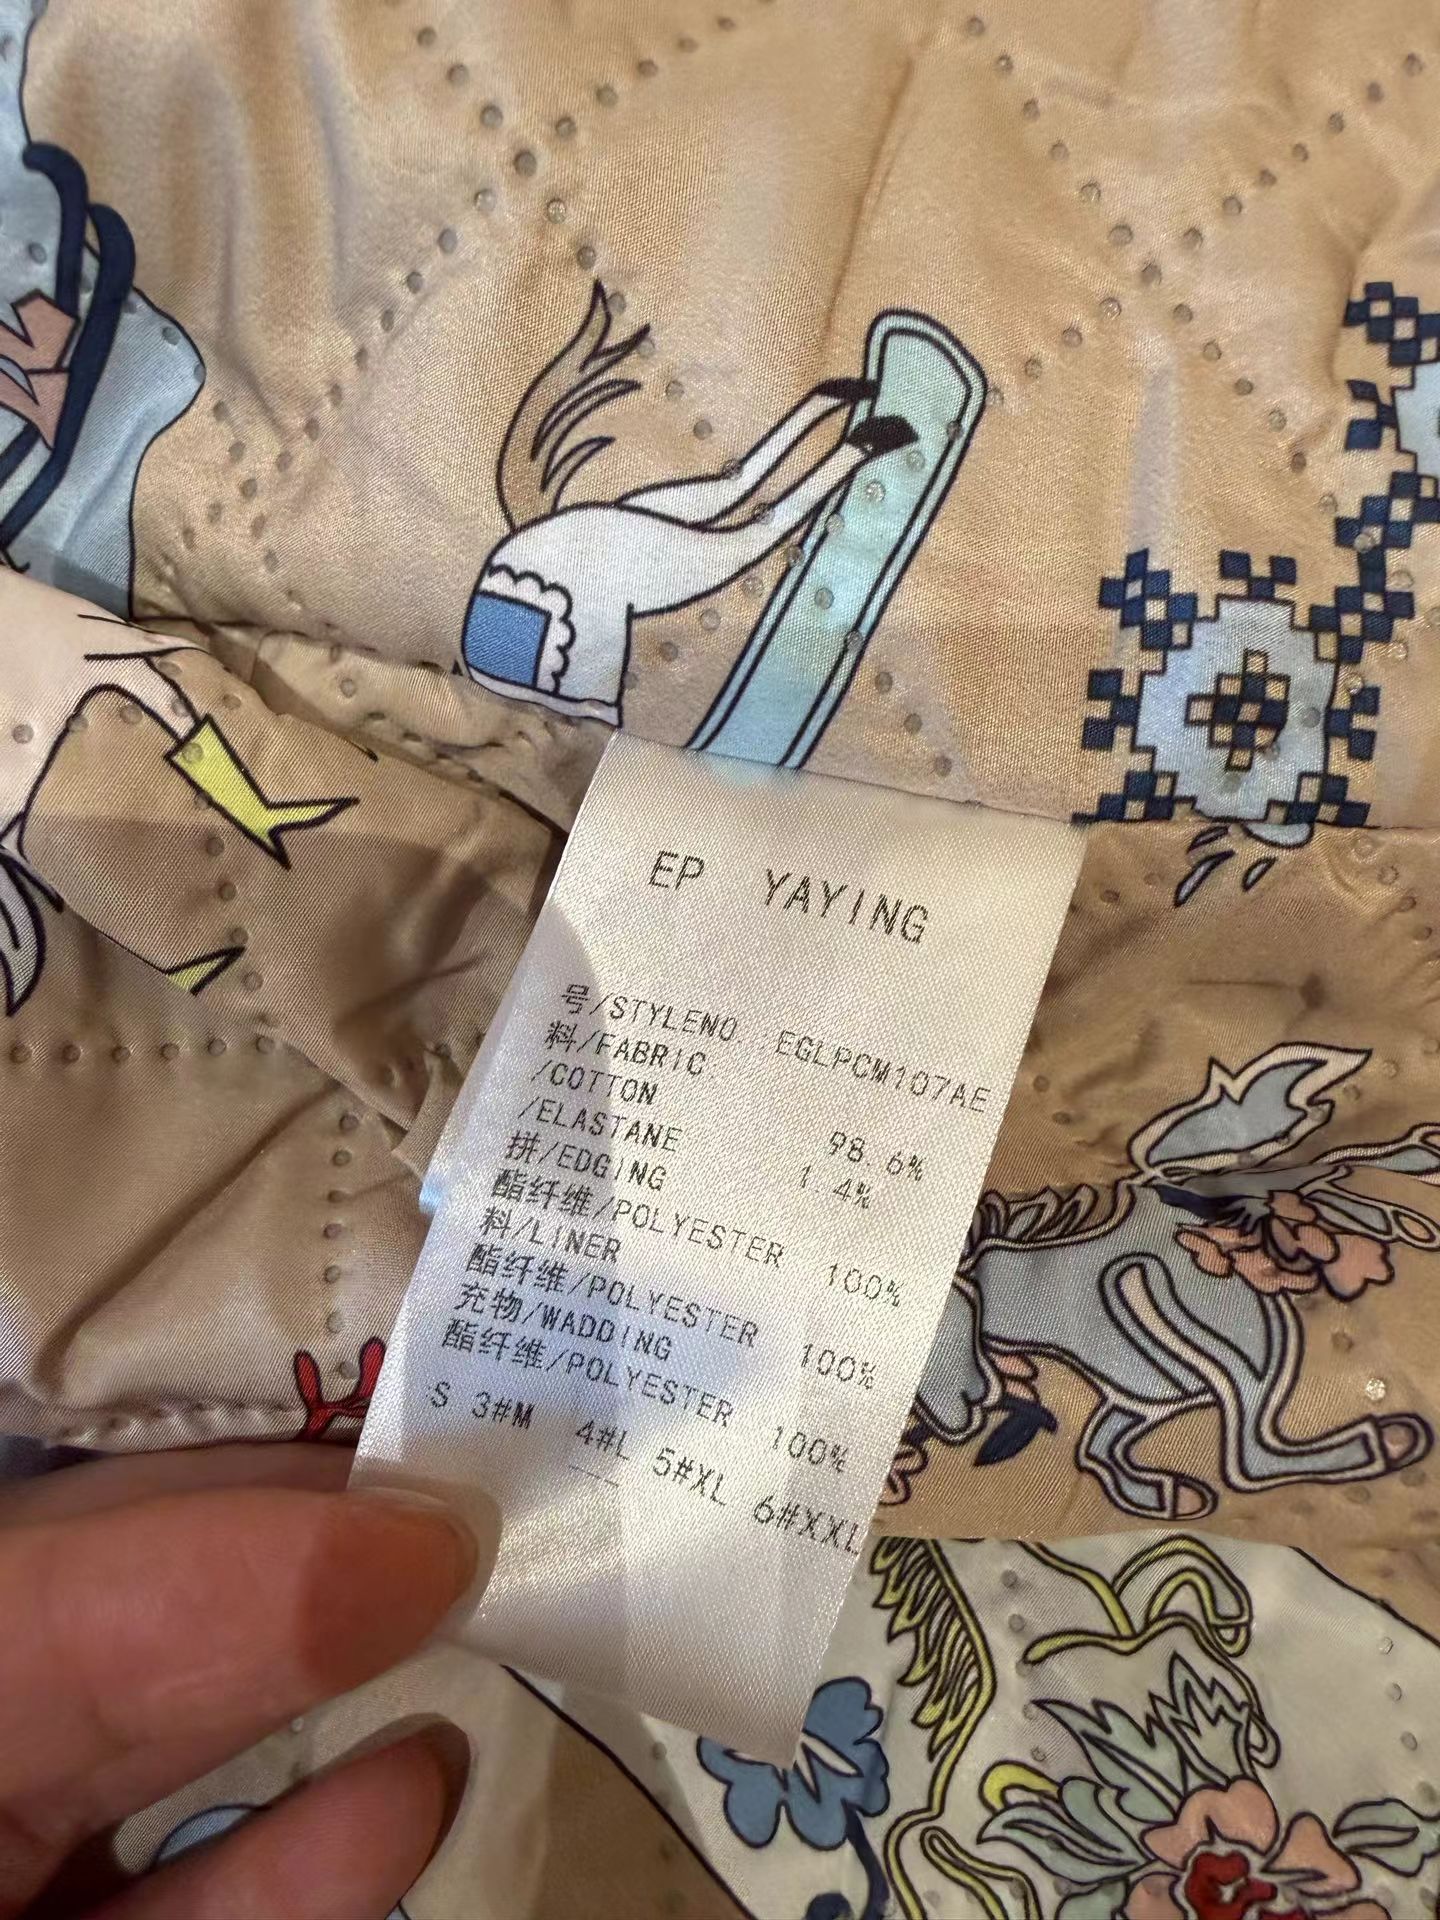 EP YAYING
号/STYLENO :EGLPCM107AE
料/FABRIC
/COTTON 98.6%
/ELASTANE 1.4%
拼/EDGING
酯纤维/POLYESTER 100%
料/LINER
酯纤维/POLYESTER 100%
充物/WADDING
酯纤维/POLYESTER 100%
S 3#M 4#L 5#XL 6#XXL